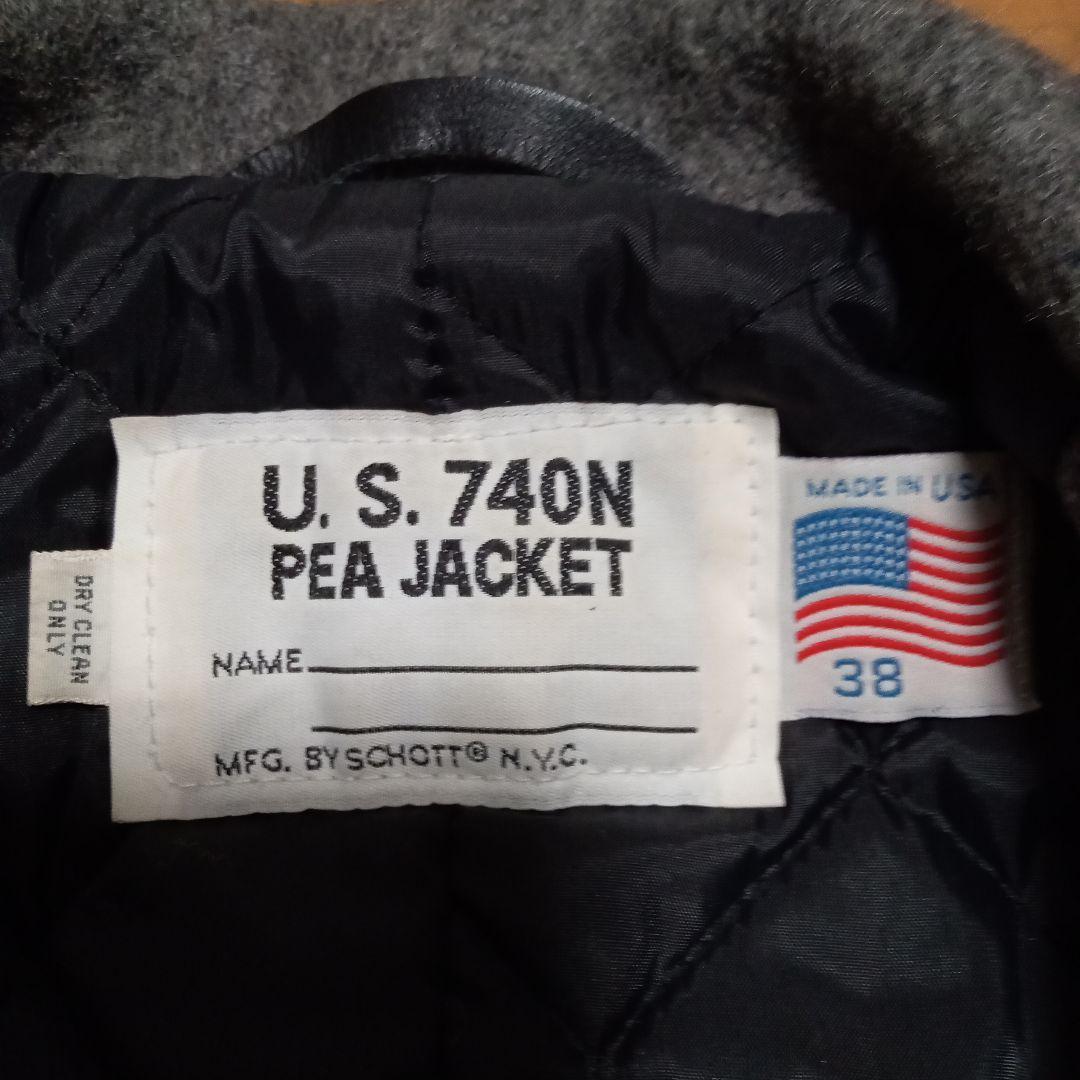 U. S. 740N
PEA JACKET
NAME
MFG. BY SCHOTT® N.Y.C.
MADE IN USA
38
DRY CLEAN
ONLY